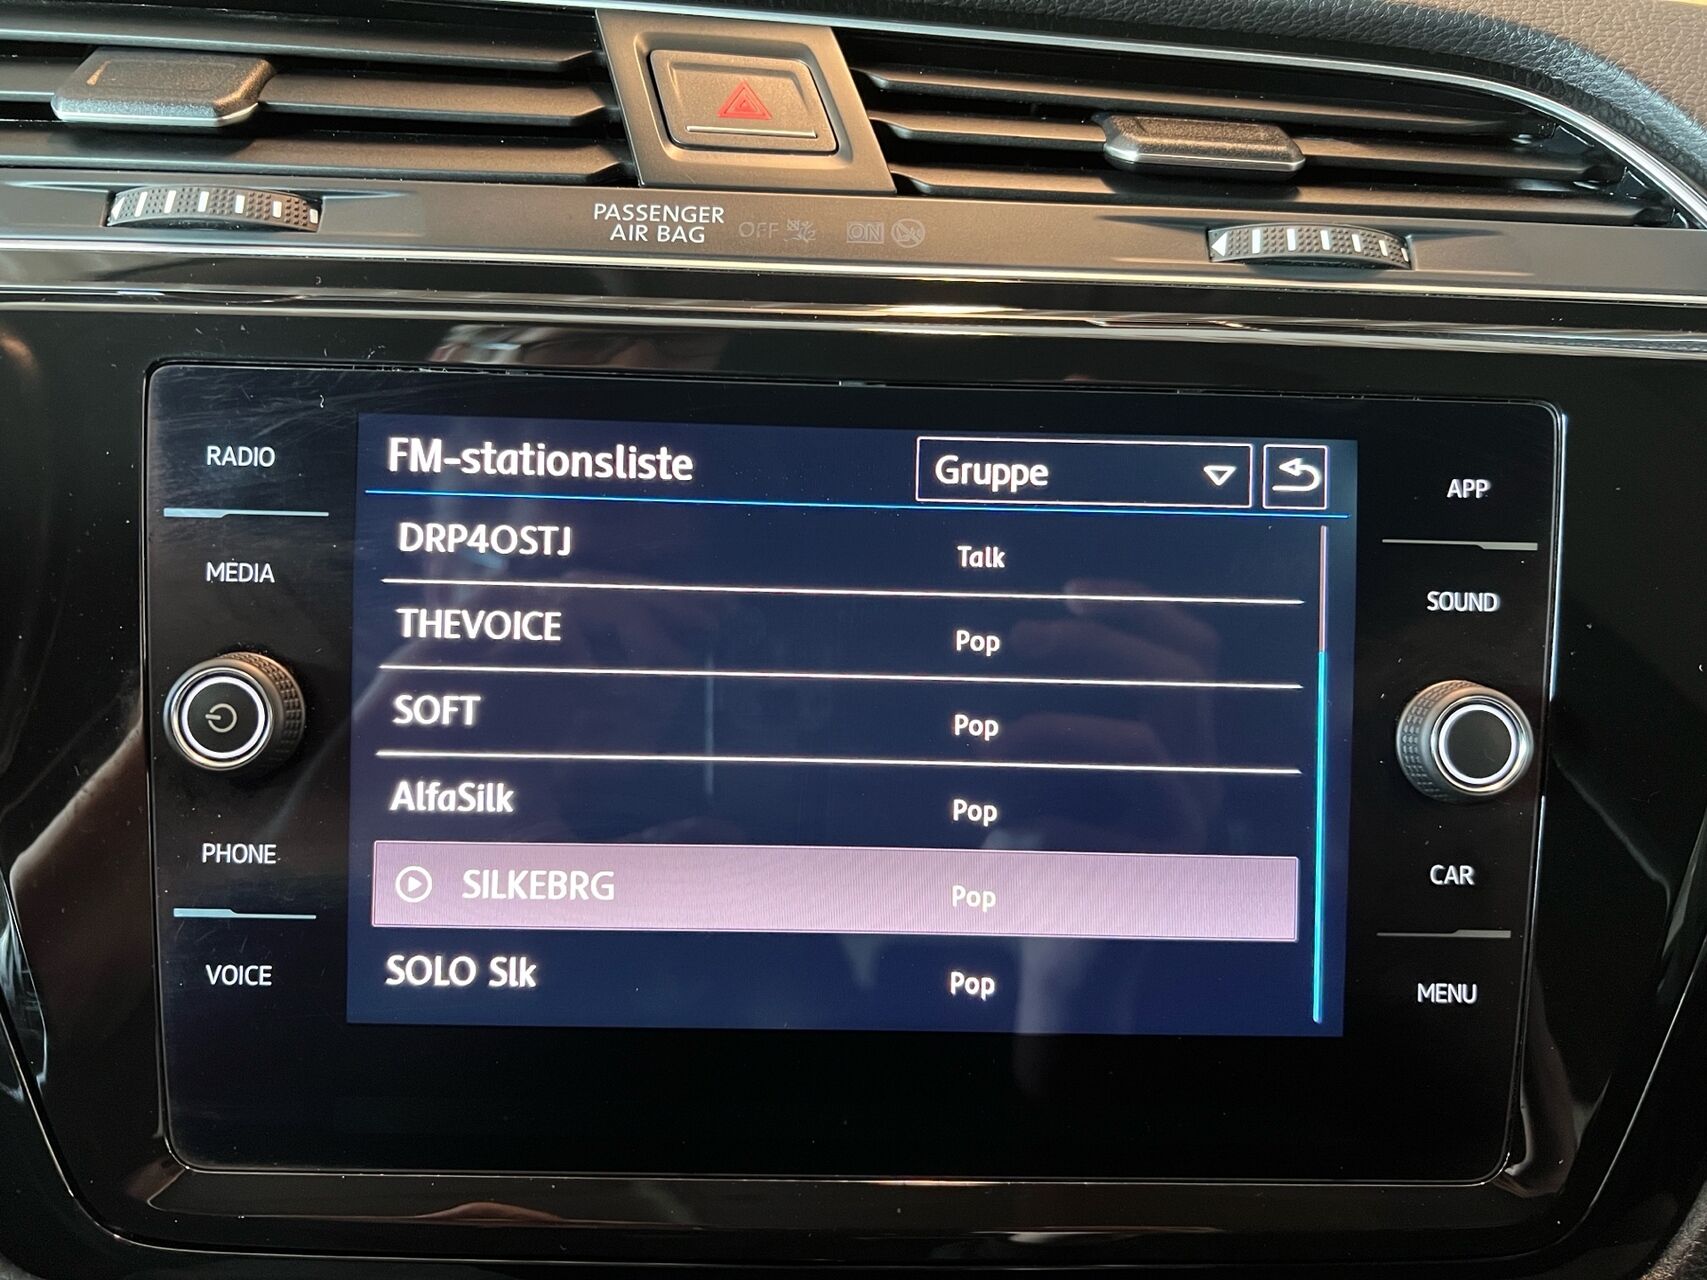 PASSENGER
AIR BAG OFF ON
RADIO
MEDIA
PHONE
VOICE
FM-stationsliste Gruppe
DRP4OSTJ Talk
THEVOICE Pop
SOFT Pop
AlfaSilk Pop
SILKEBRG Pop
SOLO Slk Pop
APP
SOUND
CAR
MENU